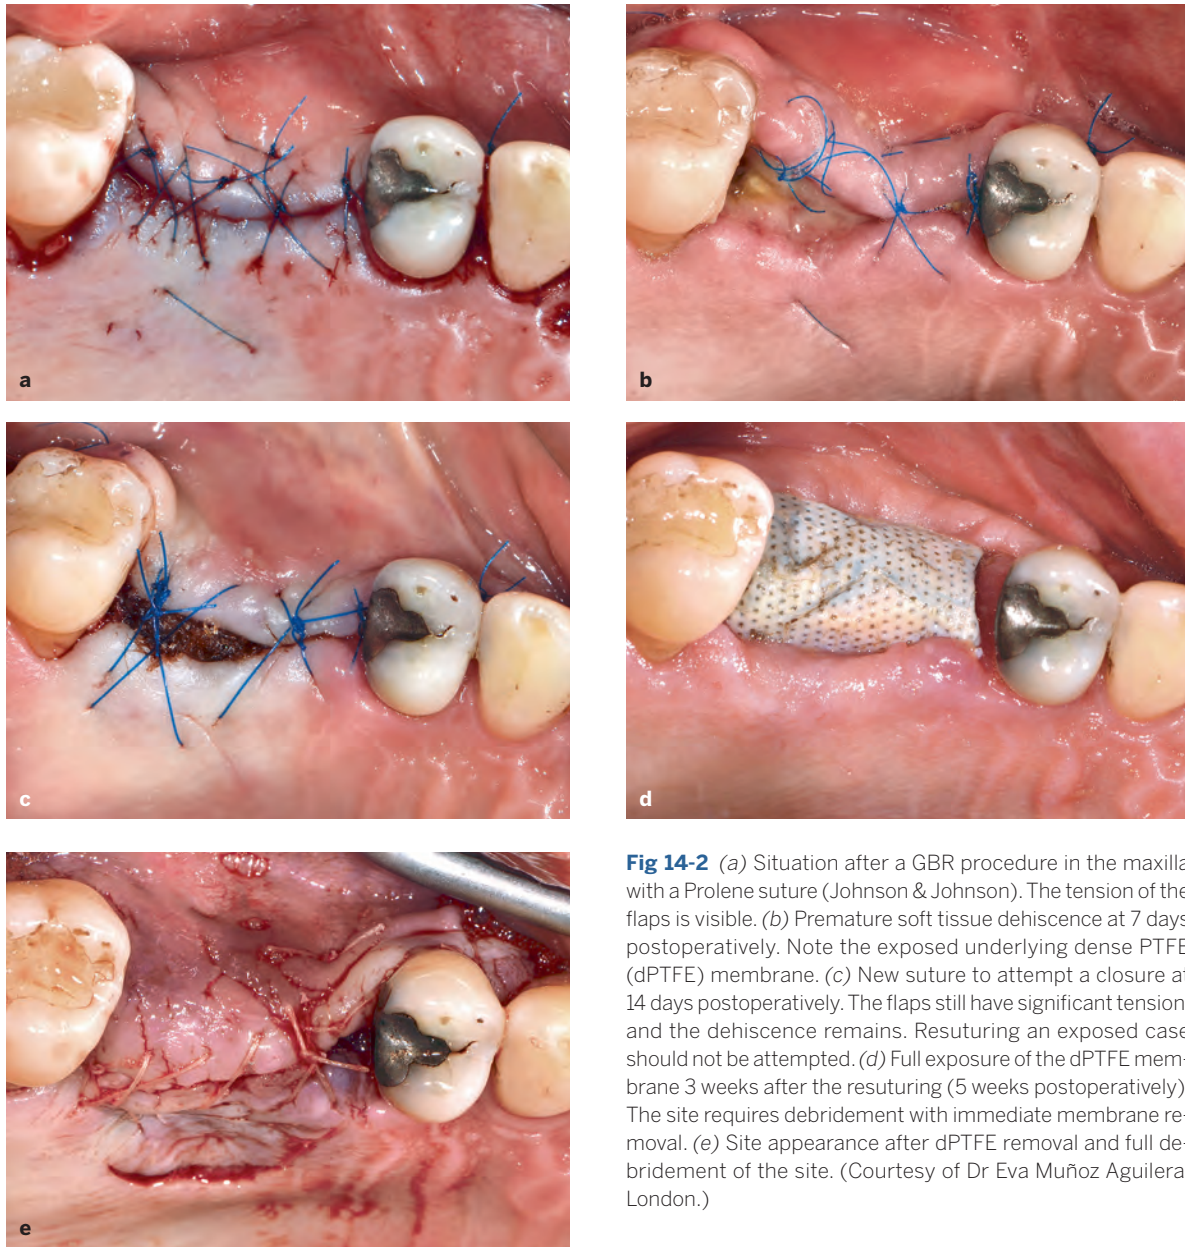 a
b
c
d
e
Fig 14-2 (a) Situation after a GBR procedure in the maxilla
with a Prolene suture (Johnson & Johnson). The tension of the
flaps is visible. (b) Premature soft tissue dehiscence at 7 days
postoperatively. Note the exposed underlying dense PTFE
(dPTFE) membrane. (c) New suture to attempt a closure at
14 days postoperatively. The flaps still have significant tension
and the dehiscence remains. Resuturing an exposed case
should not be attempted. (d) Full exposure of the dPTFE mem-
brane 3 weeks after the resuturing (5 weeks postoperatively)
The site requires debridement with immediate membrane re-
moval. (e) Site appearance after dPTFE removal and full de-
bridement of the site. (Courtesy of Dr Eva Muñoz Aguilera
London.)